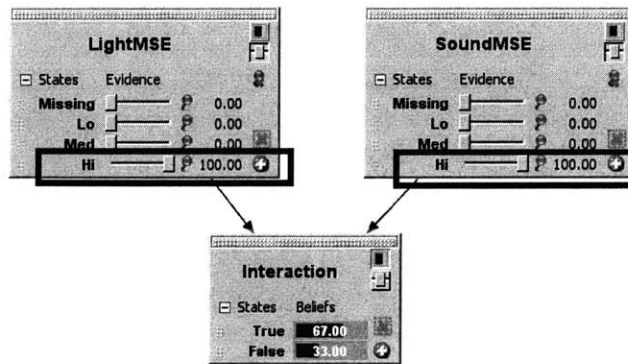 LightMSE
States Evidence
Missing 0.00
Lo 0.00
Med 0.00
Hi 100.00
SoundMSE
States Evidence
Missing 0.00
Lo 0.00
Med 0.00
Hi 100.00
Interaction
States Beliefs
True 67.00
False 33.00